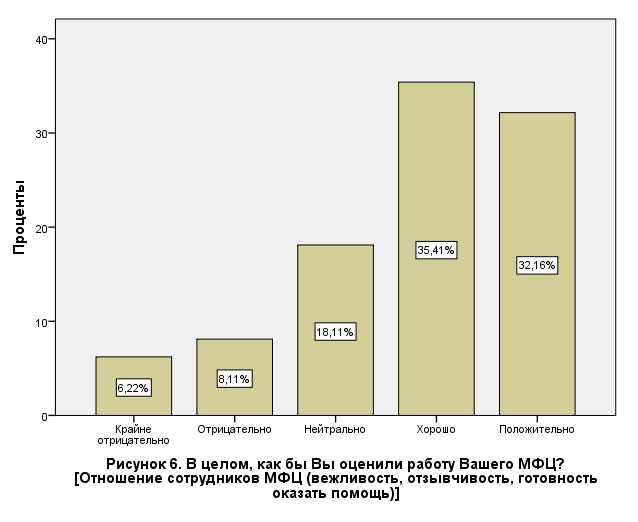 40
30
20
10
0
Проценты
6,22%
8,11%
18,11%
35,41%
32,16%
Крайне
отрицательно
Отрицательно
Нейтрально
Хорошо
Положительно
Рисунок 6. В целом, как бы Вы оценили работу Вашего МФЦ?
[Отношение сотрудников МФЦ (вежливость, отзывчивость, готовность
оказать помощь)]